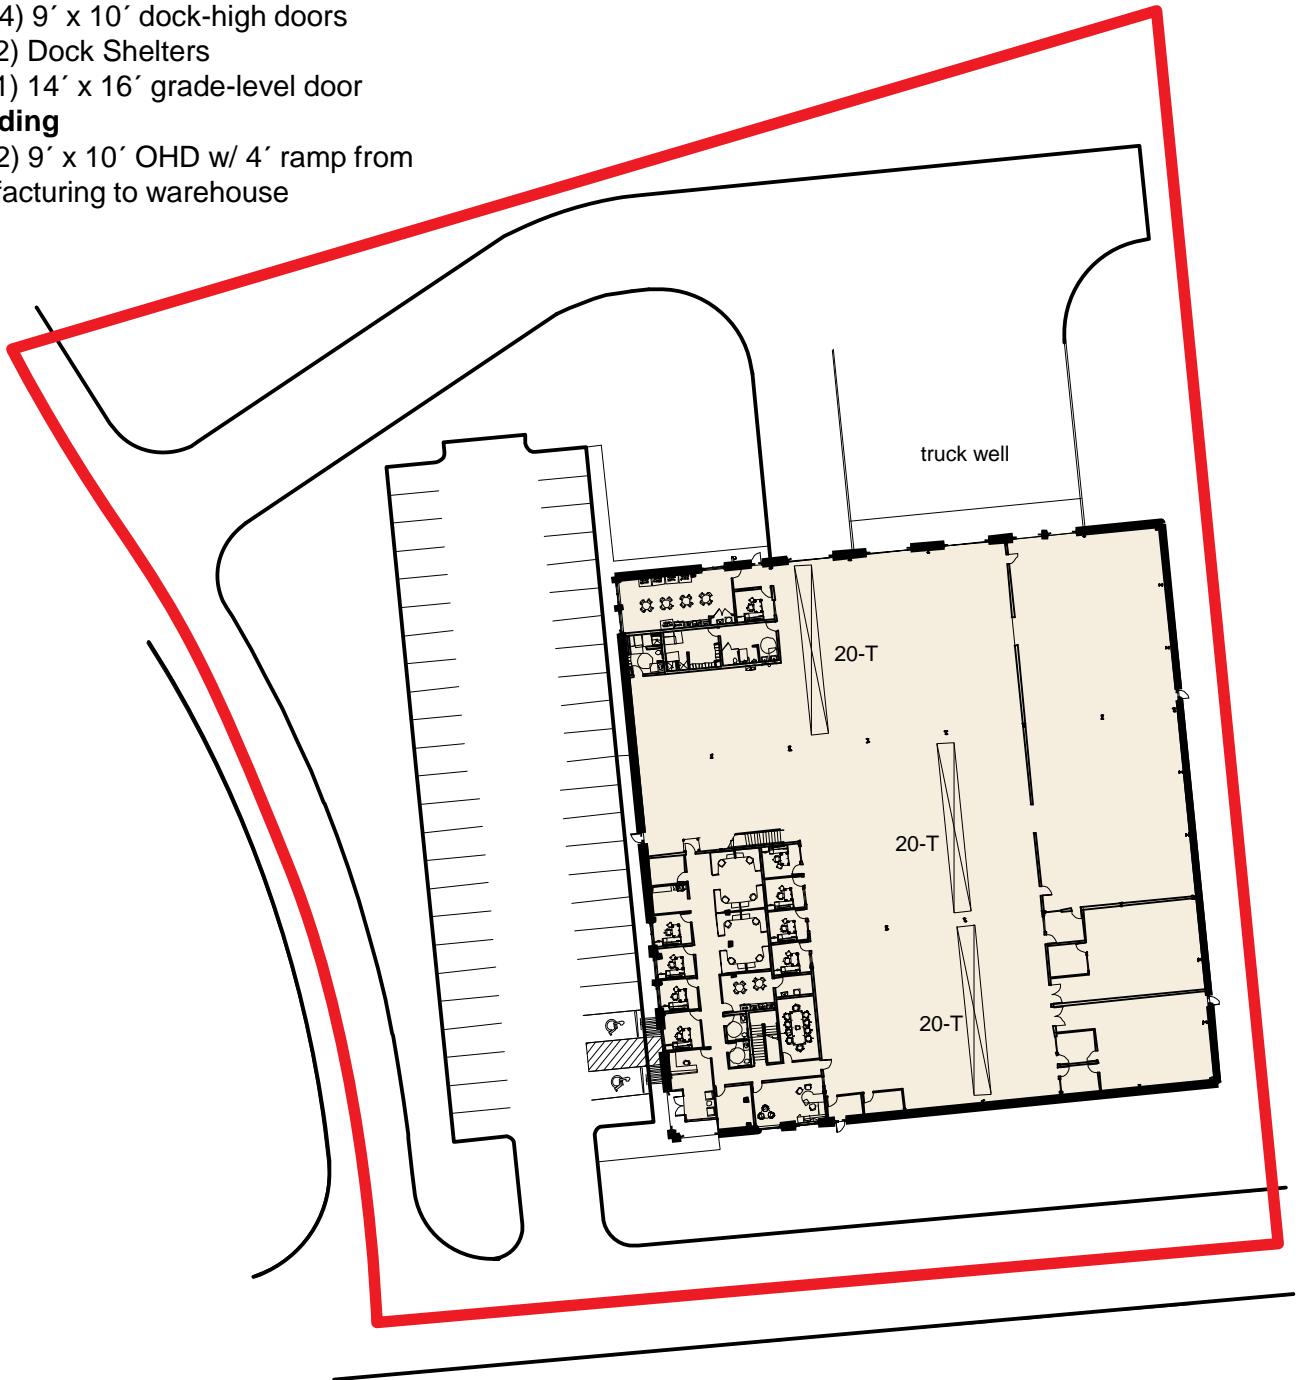 4) 9´ x 10´ dock-high doors
2) Dock Shelters
1) 14´ x 16´ grade-level door
ding
2) 9´ x 10´ OHD w/ 4´ ramp from
facturing to warehouse
truck well
20-T
20-T
20-T